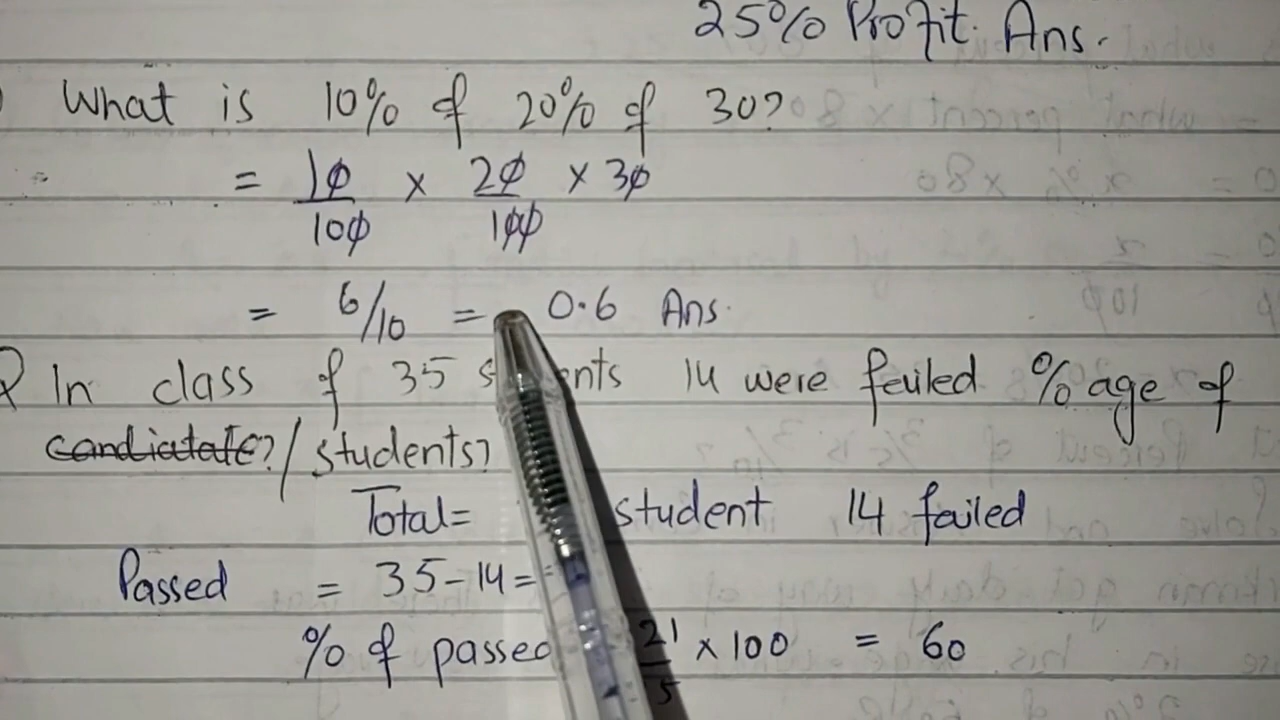 25% Profit. Ans.
What is 10% of 20% of 30?
= 10/100 × 20/100 × 30
= 6/10 = 0.6 Ans.
Q In class of 35 students 14 were feuiled % age of
candiatate?/ students?
Total= student 14 failed
Passed = 35-14=
% of passed 21/5 × 100 = 60